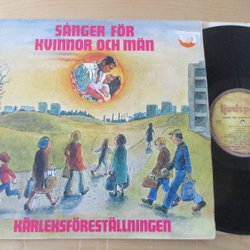 SÅNGER FÖR
KVINNOR OCH MÄN
KÄRLEKSFÖRESTÄLLNINGEN